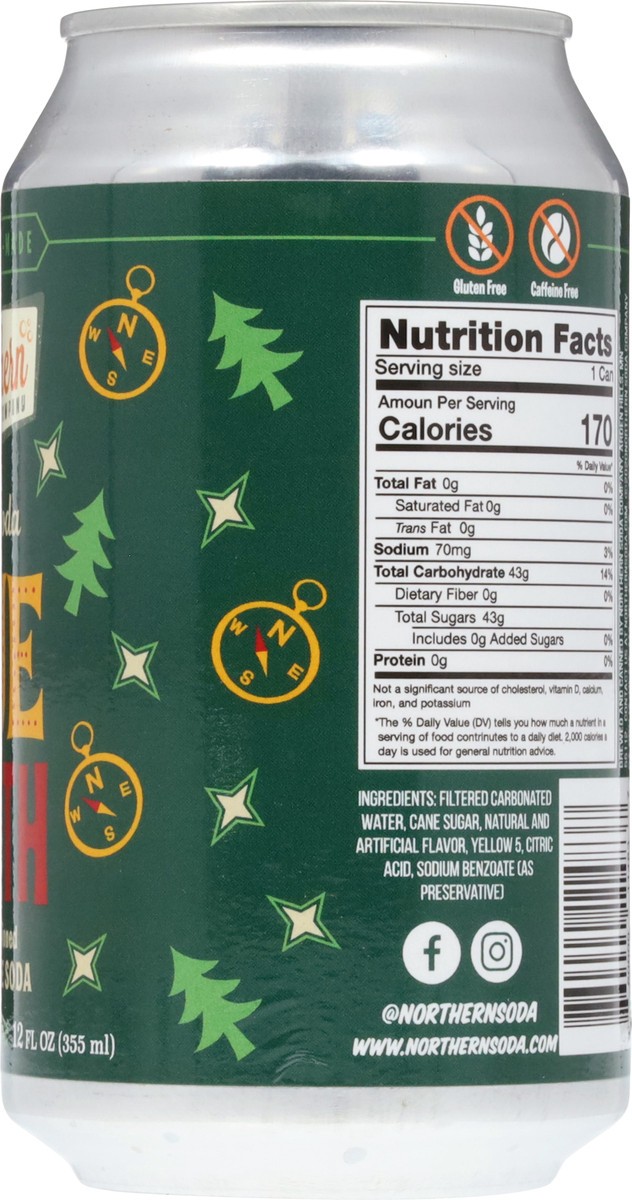 Gluten Free
Caffeine Free
N
W
E
S
Nutrition Facts
Serving size 1 Can
Amoun Per Serving
Calories 170
% Daily Value*
Total Fat 0g 0%
Saturated Fat 0g 0%
Trans Fat 0g
Sodium 70mg 3%
Total Carbohydrate 43g 14%
Dietary Fiber 0g 0%
Total Sugars 43g
Includes 0g Added Sugars 0%
Protein 0g 0%
Not a significant source of cholesterol, vitamin D, calcium,
iron, and potassium
*The % Daily Value (DV) tells you how much a nutrient in a
serving of food contrinutes to a daily diet. 2,000 calories a
day is used for general nutrition advice.
N
W
E
S
N
E
W
S
INGREDIENTS: FILTERED CARBONATED
WATER, CANE SUGAR, NATURAL AND
ARTIFICIAL FLAVOR, YELLOW 5, CITRIC
ACID, SODIUM BENZOATE (AS
PRESERVATIVE)
@NORTHERNSODA
WWW.NORTHERNSODA.COM
SODA
12 FL OZ (355 ml)